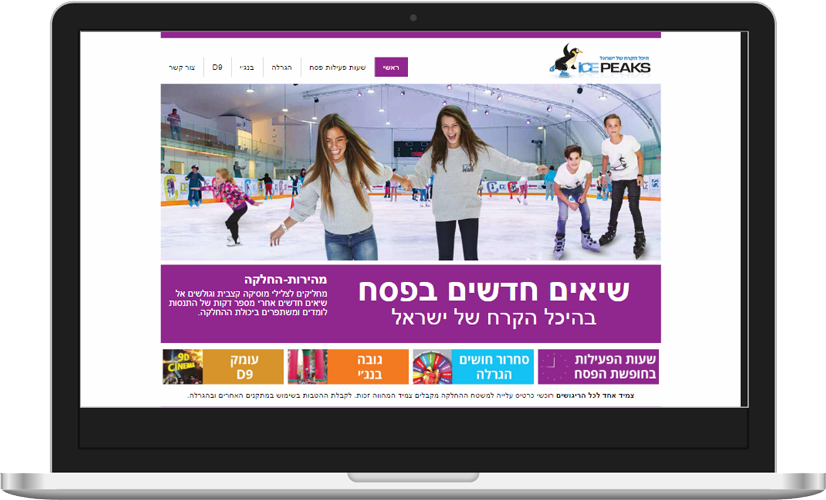 היכל הקרח של ישראל
ICE PEAKS
ראשי
שעות פעילות פסח
הגרלה
בנג'י
D9
צור קשר
שיאים חדשים בפסח
בהיכל הקרח של ישראל
מהירות-החלקה
מחליקים לצלילי מוסיקה קצבית וגולשים אל
שיאים חדשים אחרי מספר דקות של התנסות
לומדים ומשתפרים ביכולת ההחלקה.
שעות הפעילות
בחופשת הפסח
סחרור חושים
הגרלה
גובה
בנג'י
עומק
D9
9D
CINEMA
צמיד אחד לכל הריגושים רוכשי כרטיס עלייה למשטח ההחלקה מקבלים צמיד המהווה זכות. לקבלת ההטבות בשימוש במתקנים האחרים ובהגרלה.